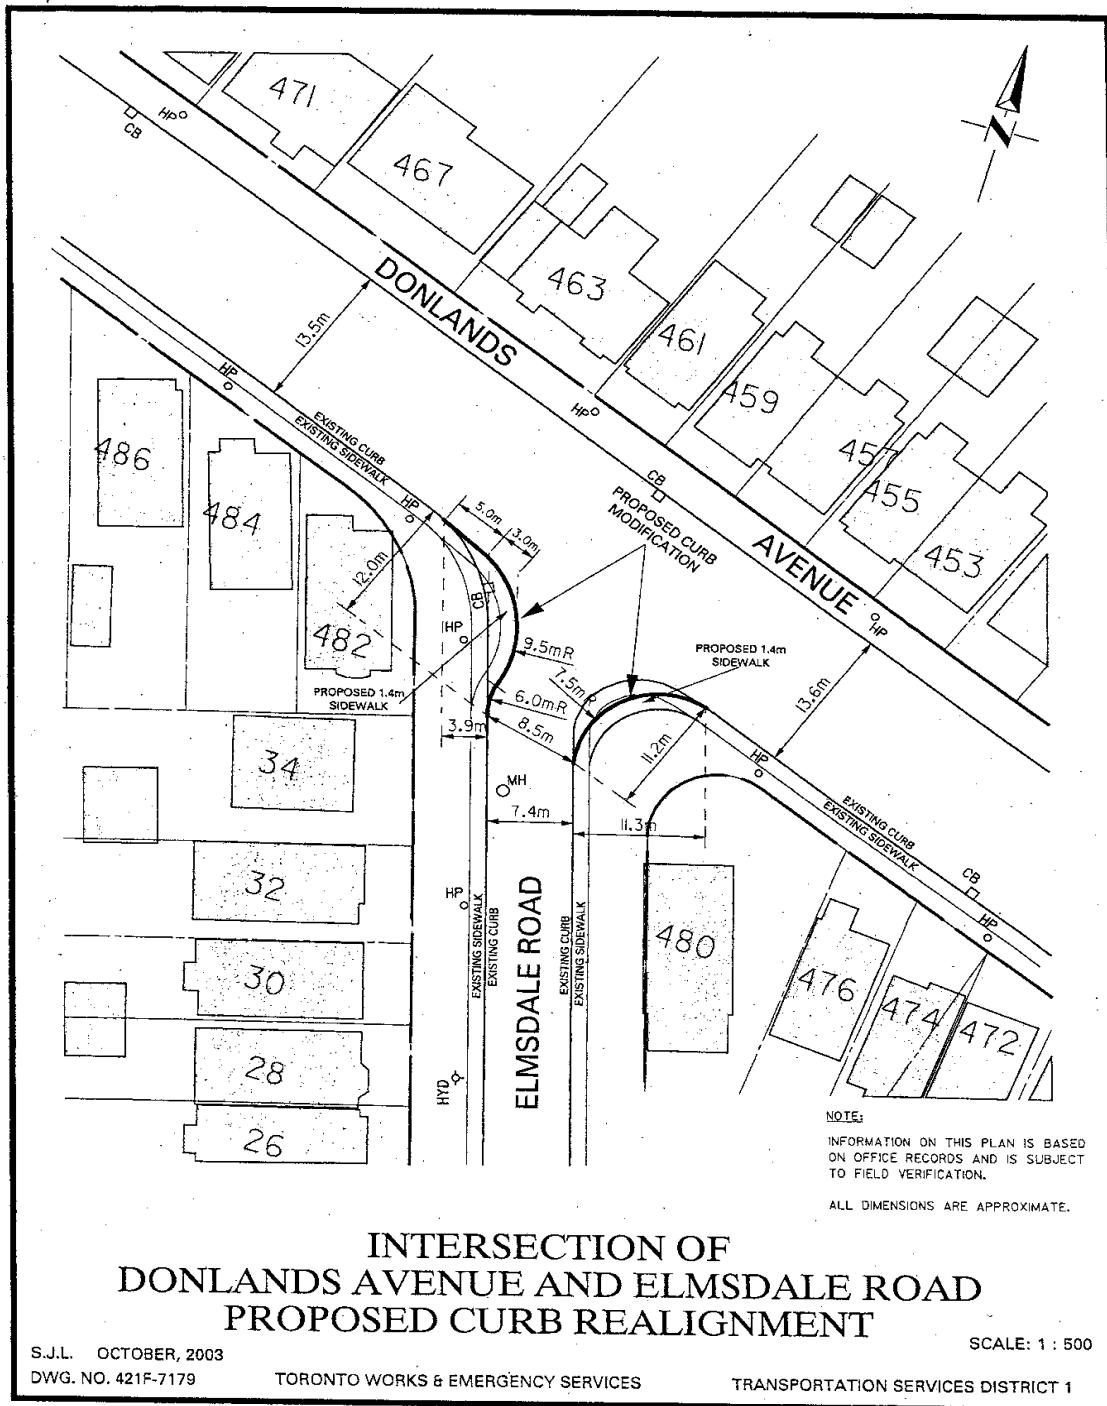 471
HP
CB
467
N
463
DONLANDS
13.5m
461
459
HP
HP
457
486
EXISTING CURB
EXISTING SIDEWALK
CB
455
484
HP
5.0m
3.0m
PROPOSED CURB
MODIFICATION
AVENUE
453
12.0m
CB
HP
482
HP
9.5mR
PROPOSED 1.4m
SIDEWALK
PROPOSED 1.4m
SIDEWALK
7.5mR
6.0mR
13.6m
3.9m
8.5m
11.2m
34
MH
HP
7.4m
11.3m
EXISTING CURB
EXISTING SIDEWALK
32
HP
CB
HP
EXISTING SIDEWALK
EXISTING CURB
ELMSDALE ROAD
EXISTING CURB
EXISTING SIDEWALK
480
30
476
474
472
28
HYD
26
NOTE:
INFORMATION ON THIS PLAN IS BASED
ON OFFICE RECORDS AND IS SUBJECT
TO FIELD VERIFICATION.
ALL DIMENSIONS ARE APPROXIMATE.
INTERSECTION OF
DONLANDS AVENUE AND ELMSDALE ROAD
PROPOSED CURB REALIGNMENT
SCALE: 1 : 500
S.J.L. OCTOBER, 2003
DWG. NO. 421F-7179
TORONTO WORKS & EMERGENCY SERVICES
TRANSPORTATION SERVICES DISTRICT 1